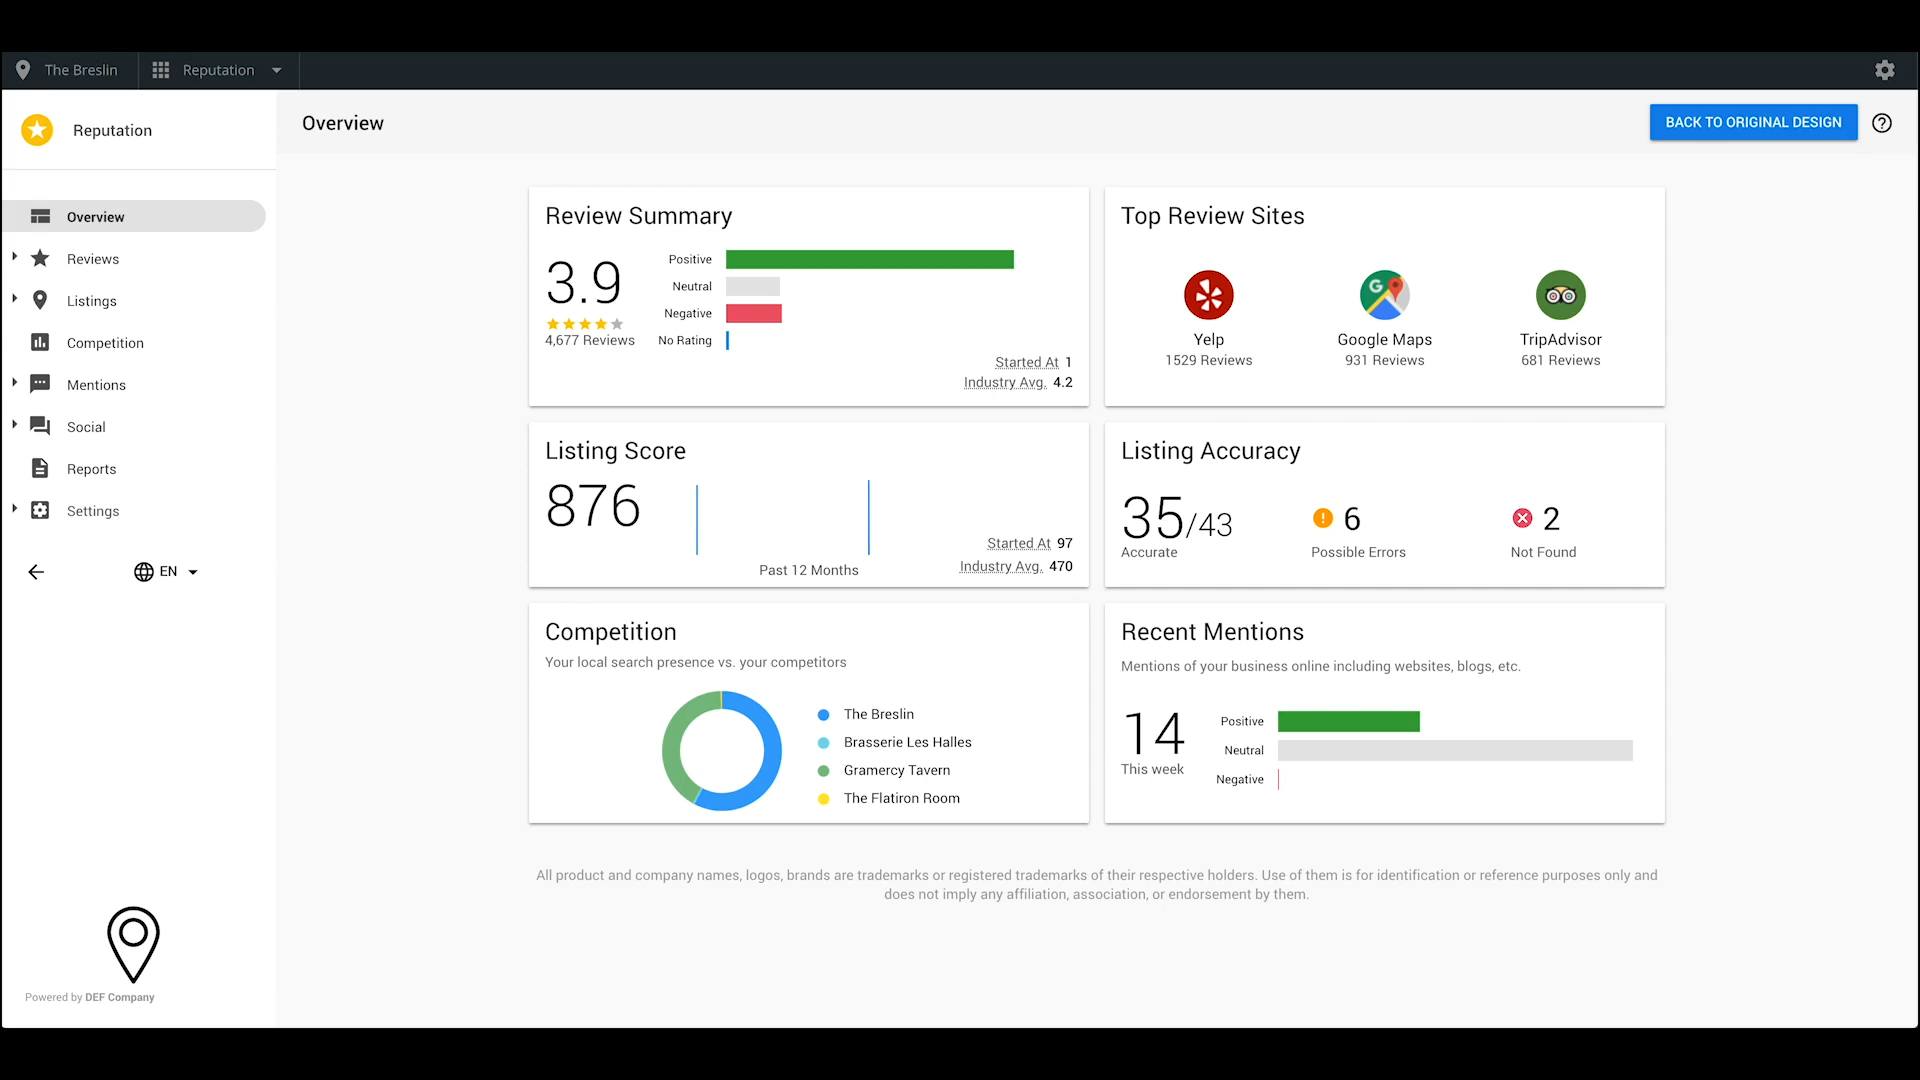 The Breslin
Reputation
Reputation
Overview
BACK TO ORIGINAL DESIGN
Overview
Reviews
Listings
Competition
Mentions
Social
Reports
Settings
EN
Powered by DEF Company
Review Summary
3.9
4,677 Reviews
Positive
Neutral
Negative
No Rating
Started At 1
Industry Avg. 4.2
Top Review Sites
Yelp
1529 Reviews
Google Maps
931 Reviews
TripAdvisor
681 Reviews
Listing Score
876
Past 12 Months
Started At 97
Industry Avg. 470
Listing Accuracy
35/43
Accurate
6
Possible Errors
2
Not Found
Competition
Your local search presence vs. your competitors
The Breslin
Brasserie Les Halles
Gramercy Tavern
The Flatiron Room
Recent Mentions
Mentions of your business online including websites, blogs, etc.
14
This week
Positive
Neutral
Negative
All product and company names, logos, brands are trademarks or registered trademarks of their respective holders. Use of them is for identification or reference purposes only and
does not imply any affiliation, association, or endorsement by them.